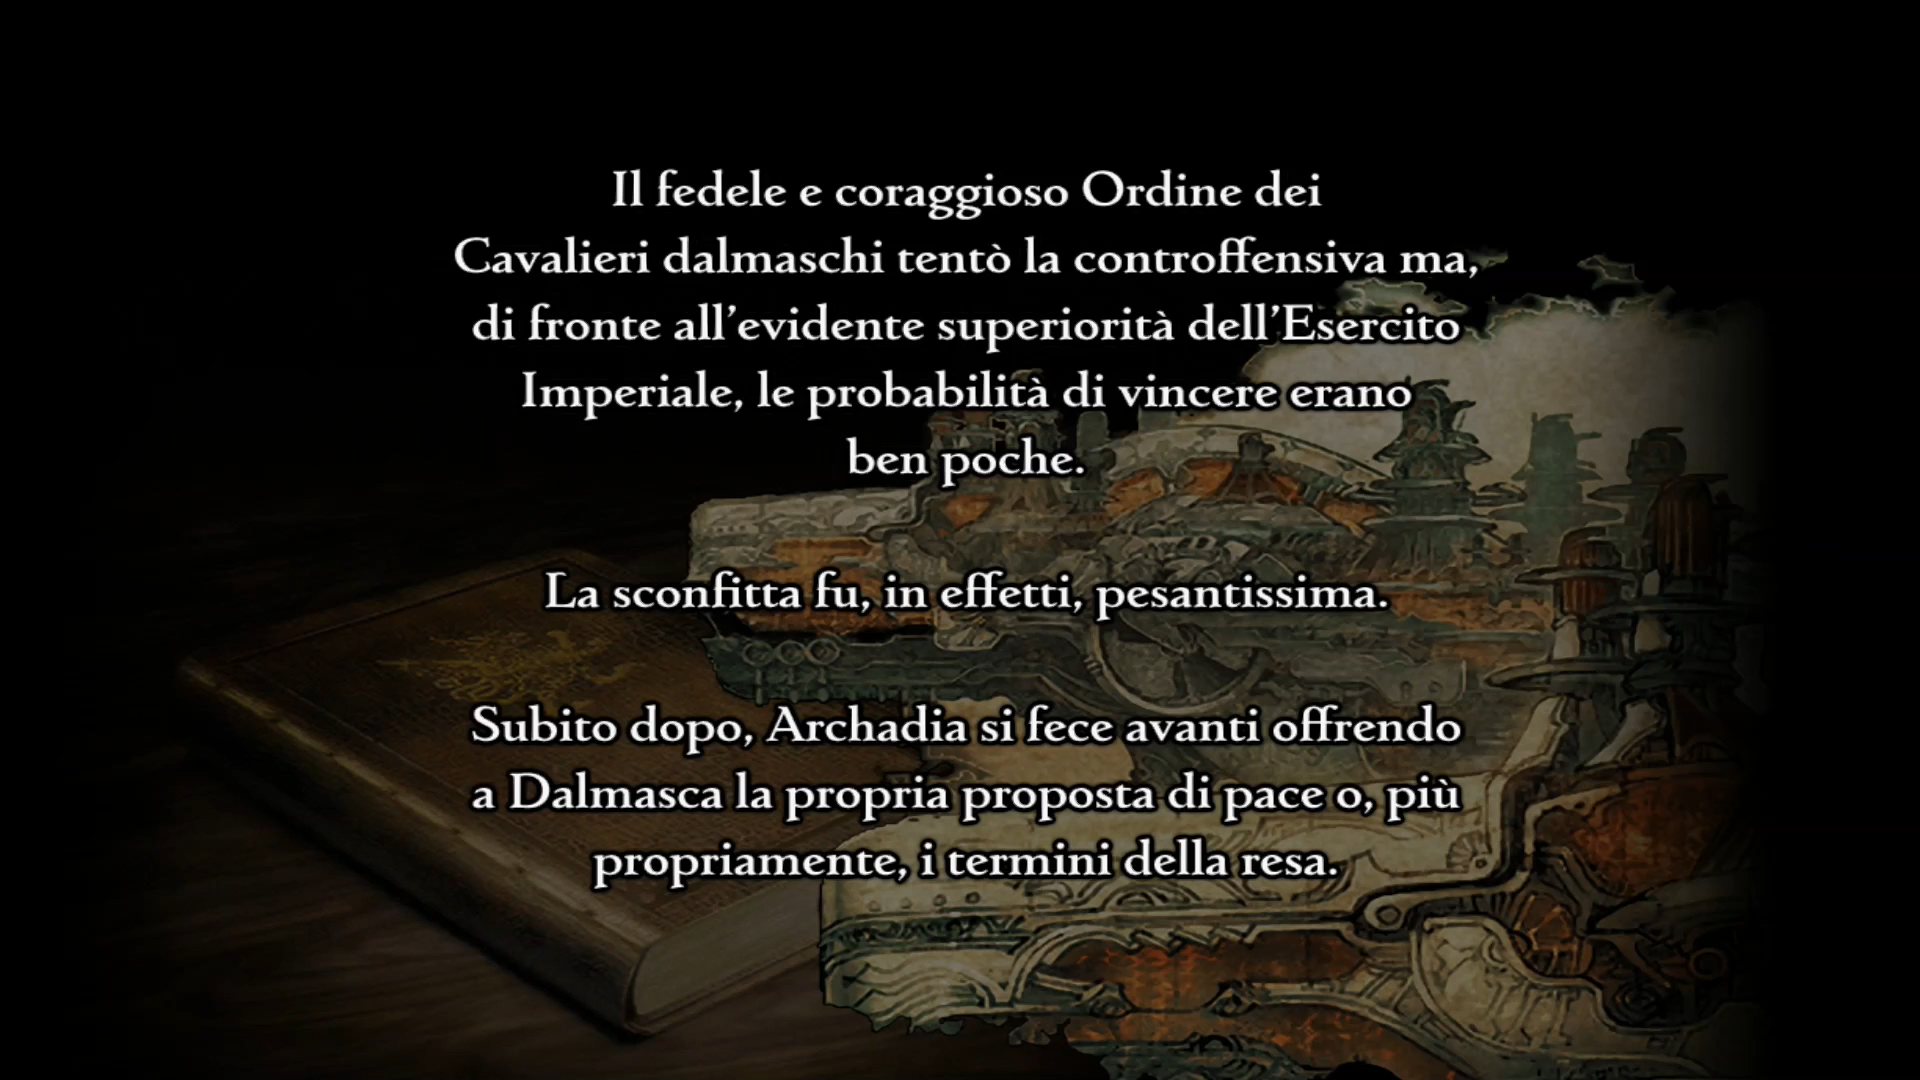 Il fedele e coraggioso Ordine dei
Cavalieri dalmaschi tentò la controffensiva ma,
di fronte all’evidente superiorità dell’Esercito
Imperiale, le probabilità di vincere erano
ben poche.
La sconfitta fu, in effetti, pesantissima.
Subito dopo, Archadia si fece avanti offrendo
a Dalmasca la propria proposta di pace o, più
propriamente, i termini della resa.